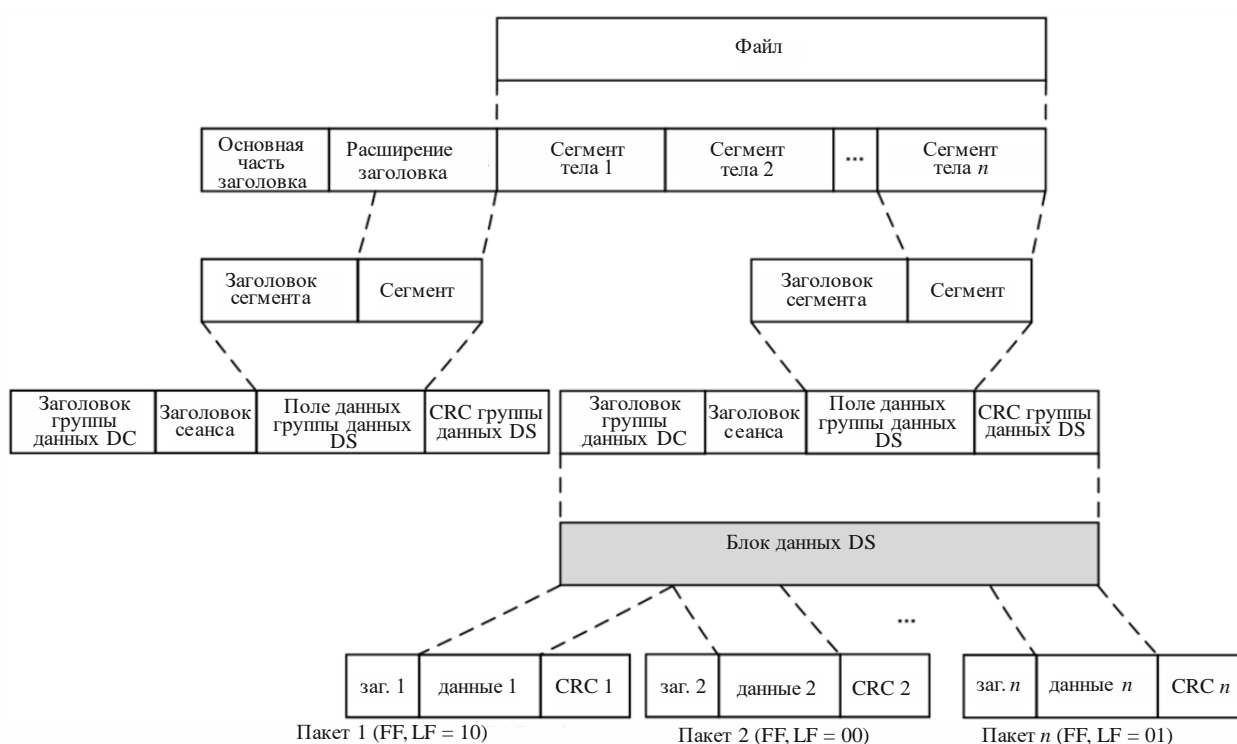 Файл
Основная
часть
заголовка
Расширение
заголовка
Сегмент
тела 1
Сегмент
тела 2
...
Сегмент
тела n
Заголовок
сегмента
Сегмент
Заголовок
сегмента
Сегмент
Заголовок
группы
данных DC
Заголовок
сеанса
Поле данных
группы данных
DS
CRC группы
данных DS
Заголовок
группы
данных DC
Заголовок
сеанса
Поле данных
группы данных
DS
CRC группы
данных DS
Блок данных DS
...
заг. 1
данные 1
CRC 1
заг. 2
данные 2
CRC 2
заг. n
данные n
CRC n
Пакет 1 (FF, LF = 10)
Пакет 2 (FF, LF = 00)
Пакет n (FF, LF = 01)